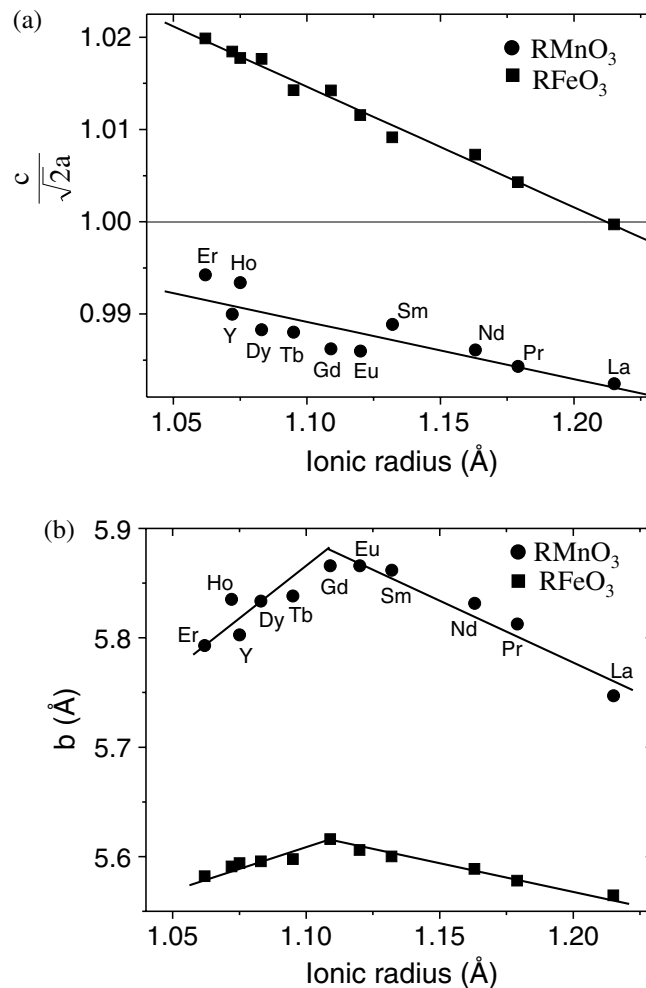 (a)
1.02
1.01
1.00
0.99
c
√2a
RMnO₃
RFeO₃
Er
Ho
Y
Dy
Tb
Gd
Eu
Sm
Nd
Pr
La
1.05 1.10 1.15 1.20
Ionic radius (Å)
(b)
5.9
5.8
5.7
5.6
b (Å)
RMnO₃
RFeO₃
Er
Ho
Y
Dy
Tb
Gd
Eu
Sm
Nd
Pr
La
1.05 1.10 1.15 1.20
Ionic radius (Å)